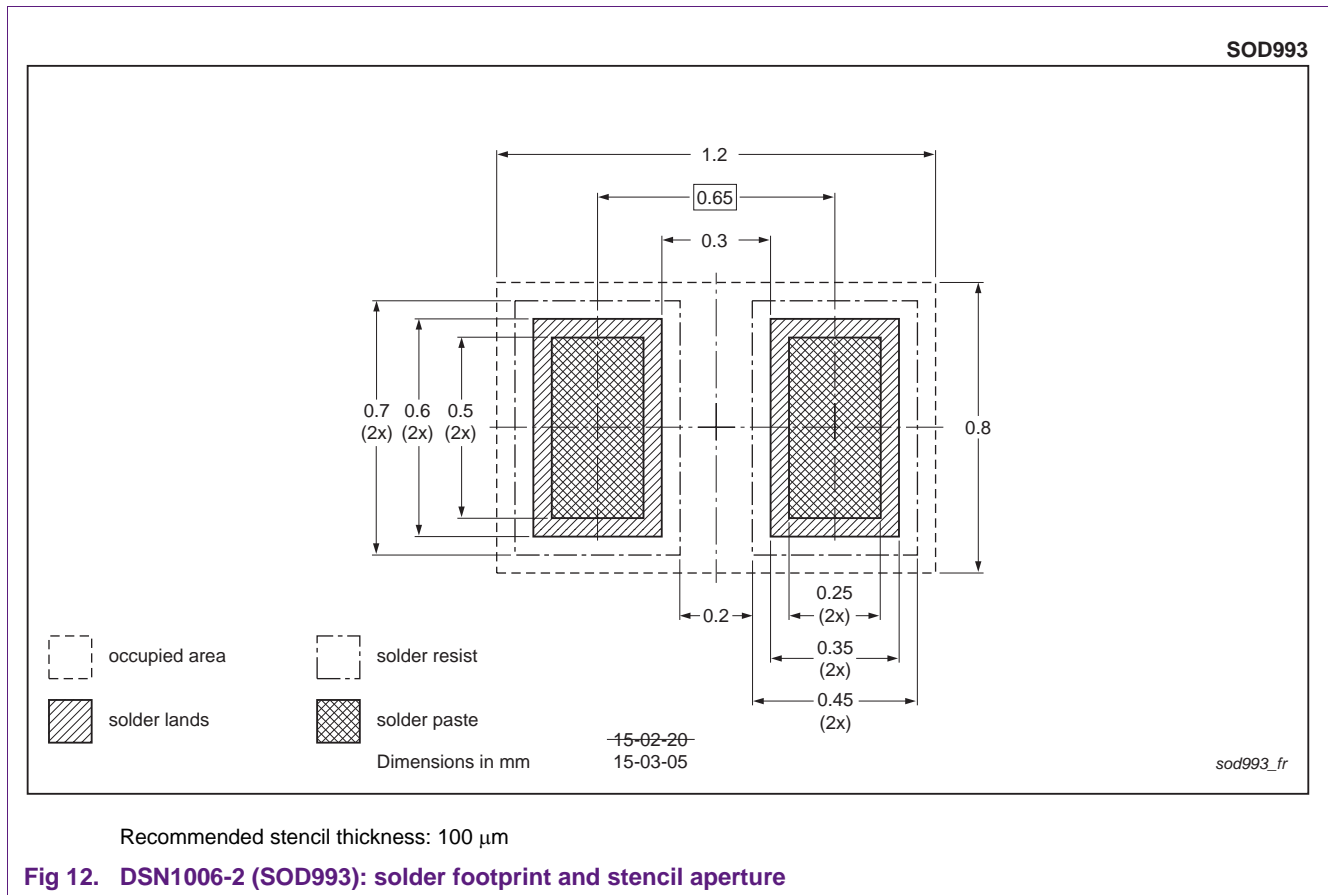 SOD993
1.2
0.65
0.3
0.7
(2x)
0.6
(2x)
0.5
(2x)
0.8
0.2
0.25
(2x)
0.35
(2x)
0.45
(2x)
occupied area
solder resist
solder lands
solder paste
Dimensions in mm
15-02-20
15-03-05
sod993_fr
Recommended stencil thickness: 100 μm
Fig 12. DSN1006-2 (SOD993): solder footprint and stencil aperture